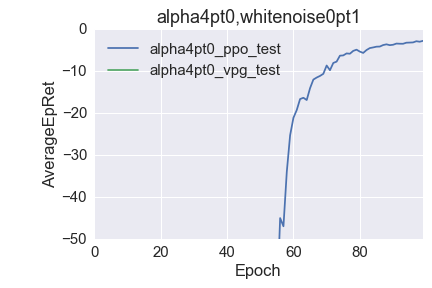 alpha4pt0,whitenoise0pt1
alpha4pt0_ppo_test
alpha4pt0_vpg_test
AverageEpRet
0
−10
−20
−30
−40
−50
0 20 40 60 80
Epoch